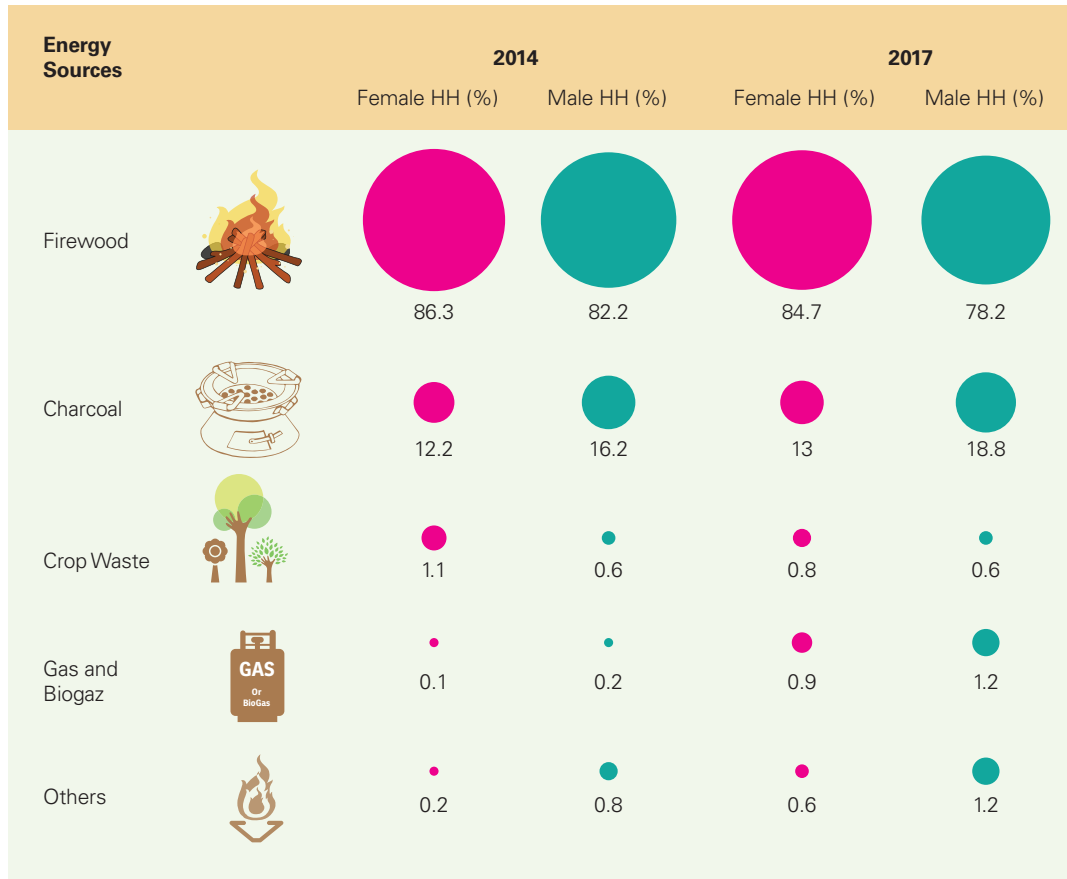 Energy
Sources
2014
2017
Female HH (%)
Male HH (%)
Female HH (%)
Male HH (%)
Firewood
86.3
82.2
84.7
78.2
Charcoal
12.2
16.2
13
18.8
Crop Waste
1.1
0.6
0.8
0.6
Gas and
Biogaz
GAS
Or
BioGas
0.1
0.2
0.9
1.2
Others
0.2
0.8
0.6
1.2